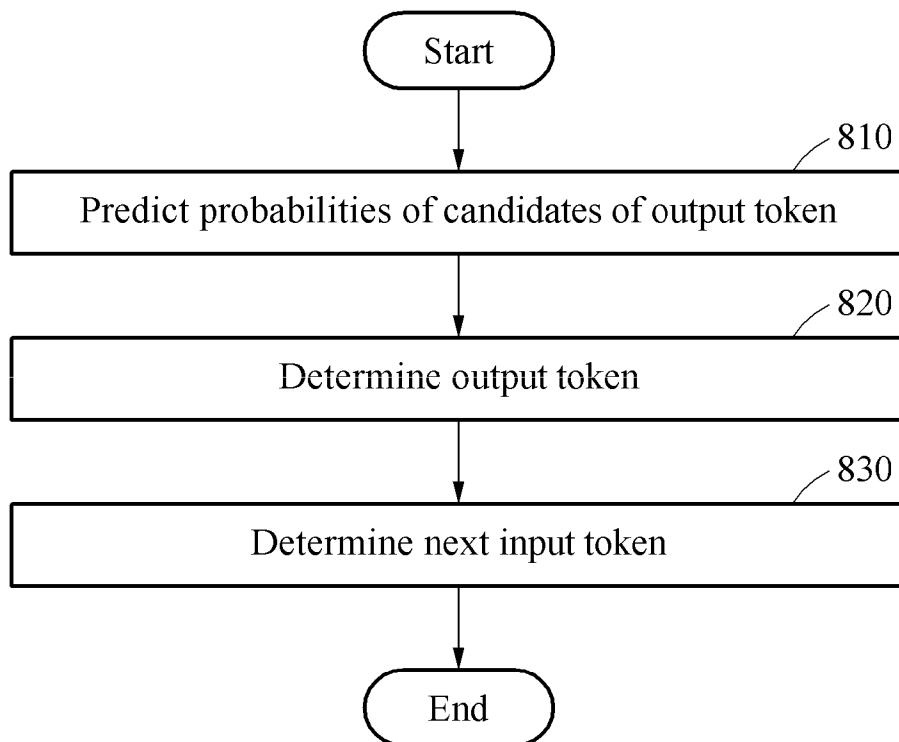 Start
810
Predict probabilities of candidates of output token
820
Determine output token
830
Determine next input token
End